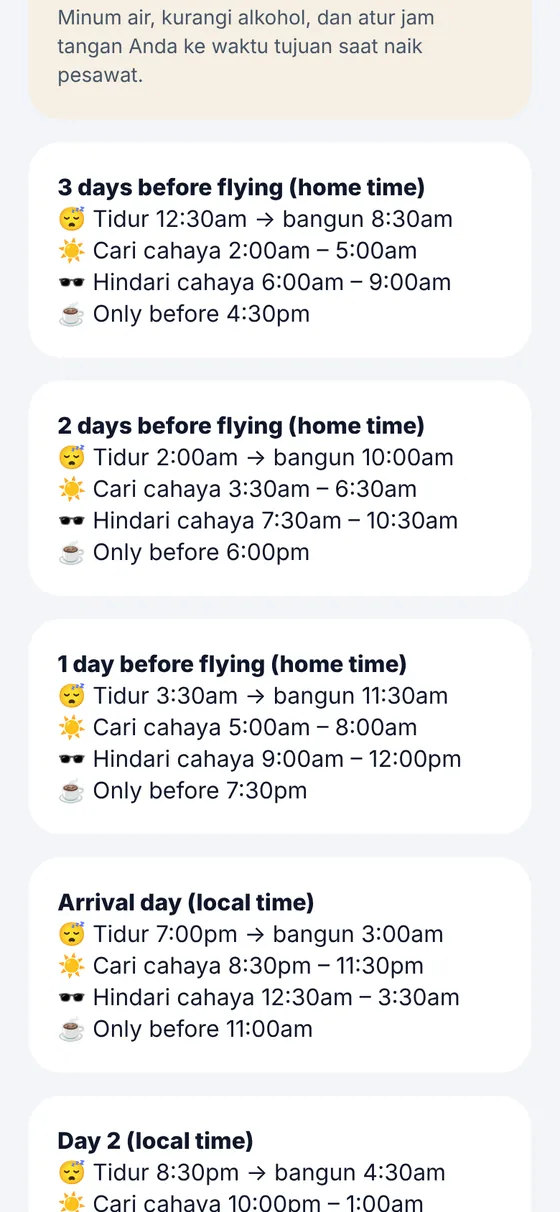 Minum air, kurangi alkohol, dan atur jam
tangan Anda ke waktu tujuan saat naik
pesawat.
3 days before flying (home time)
😴 Tidur 12:30am → bangun 8:30am
☀️ Cari cahaya 2:00am – 5:00am
🕶️ Hindari cahaya 6:00am – 9:00am
☕ Only before 4:30pm
2 days before flying (home time)
😴 Tidur 2:00am → bangun 10:00am
☀️ Cari cahaya 3:30am – 6:30am
🕶️ Hindari cahaya 7:30am – 10:30am
☕ Only before 6:00pm
1 day before flying (home time)
😴 Tidur 3:30am → bangun 11:30am
☀️ Cari cahaya 5:00am – 8:00am
🕶️ Hindari cahaya 9:00am – 12:00pm
☕ Only before 7:30pm
Arrival day (local time)
😴 Tidur 7:00pm → bangun 3:00am
☀️ Cari cahaya 8:30pm – 11:30pm
🕶️ Hindari cahaya 12:30am – 3:30am
☕ Only before 11:00am
Day 2 (local time)
😴 Tidur 8:30pm → bangun 4:30am
☀️ Cari cahaya 10:00pm – 1:00am